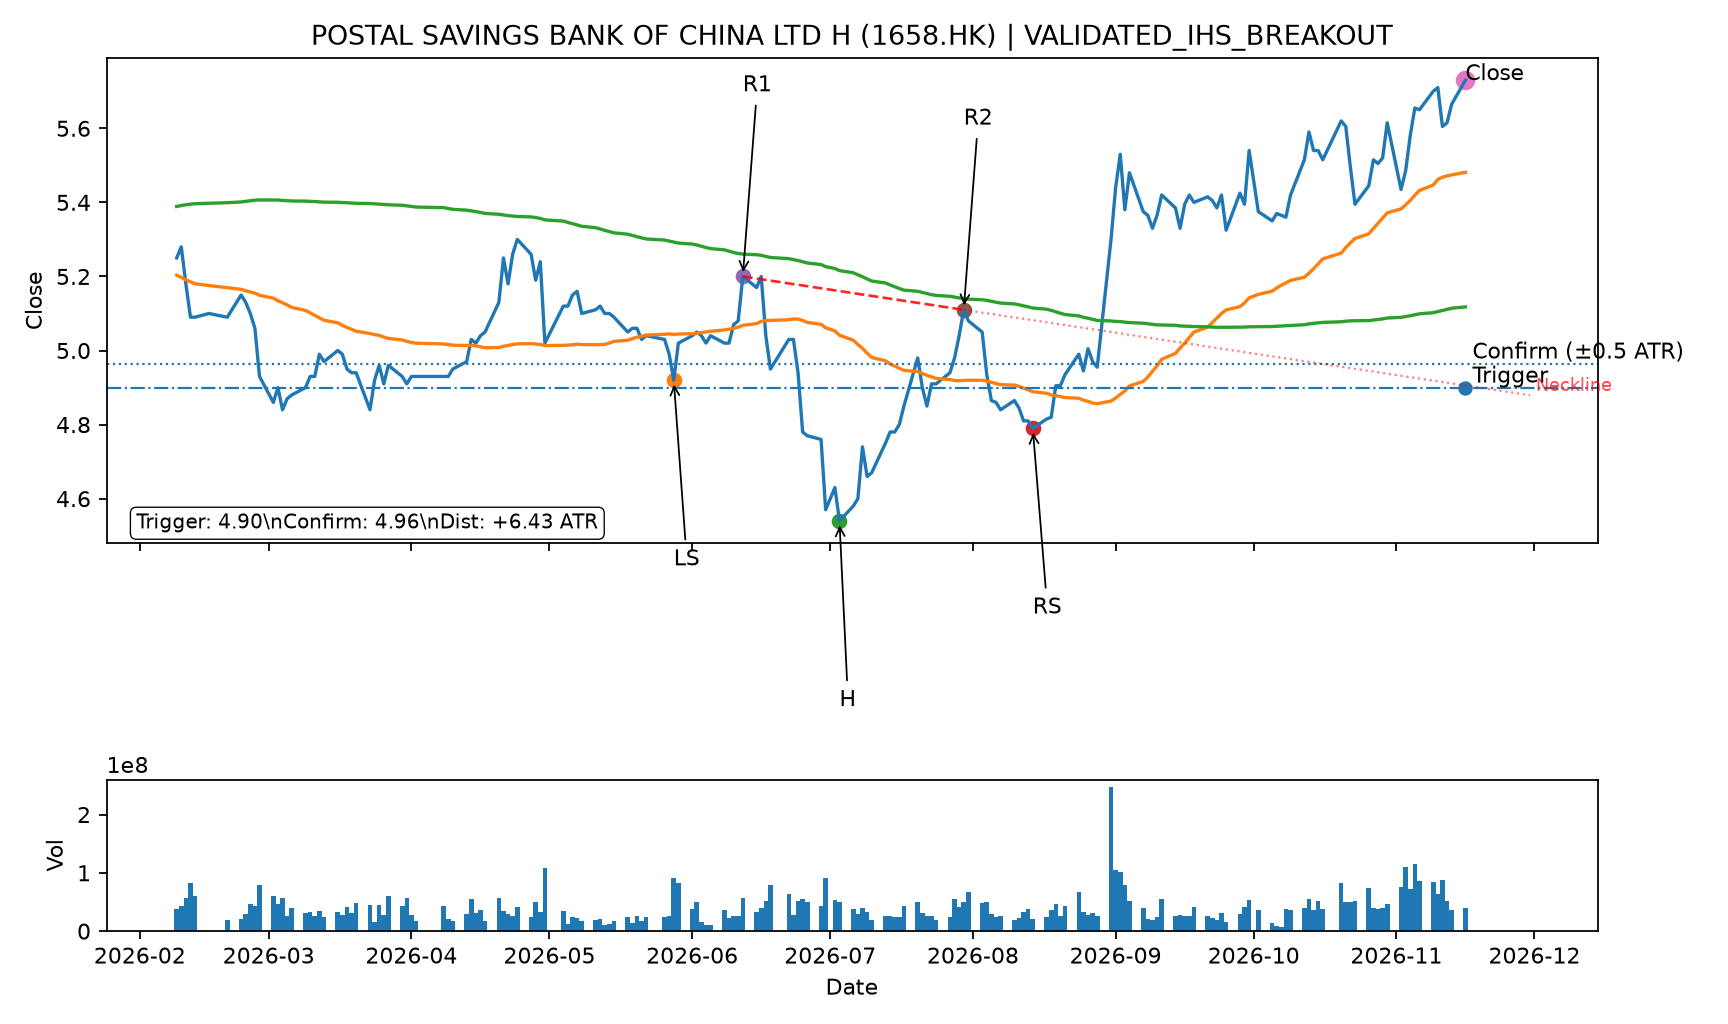 POSTAL SAVINGS BANK OF CHINA LTD H (1658.HK) | VALIDATED_IHS_BREAKOUT
Close
5.6
5.4
5.2
5.0
4.8
4.6
R1
R2
Close
Confirm (±0.5 ATR)
Trigger
Neckline
Trigger: 4.90\nConfirm: 4.96\nDist: +6.43 ATR
LS
RS
H
1e8
Vol
2
1
0
2026-02 2026-03 2026-04 2026-05 2026-06 2026-07 2026-08 2026-09 2026-10 2026-11 2026-12
Date